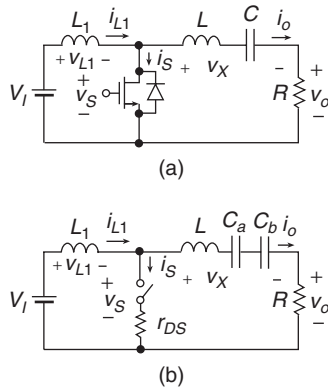 L1 iL1 L C io
+ vL1 - iS + vX -
VI + vS - R + vo -
(a)
L1 iL1 L Ca Cb io
+ vL1 - iS + vX -
VI + vS - rDS R + vo -
(b)